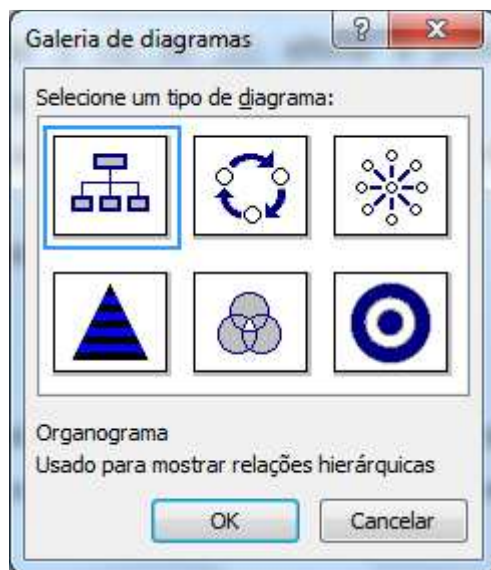 Galeria de diagramas
Selecione um tipo de diagrama:
Organograma
Usado para mostrar relações hierárquicas
OK
Cancelar